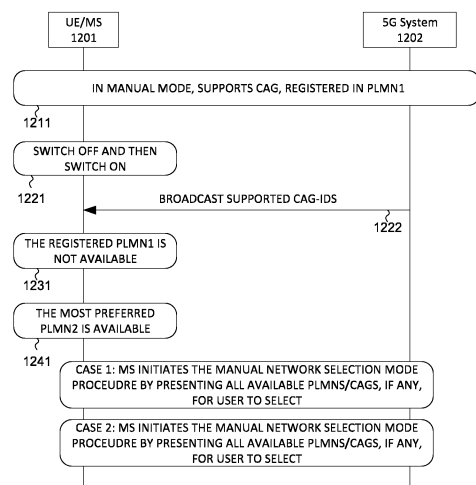 UE/MS
1201
5G System
1202
IN MANUAL MODE, SUPPORTS CAG, REGISTERED IN PLMN1
1211
SWITCH OFF AND THEN
SWITCH ON
1221
BROADCAST SUPPORTED CAG-IDS
1222
THE REGISTERED PLMN1 IS
NOT AVAILABLE
1231
THE MOST PREFERRED
PLMN2 IS AVAILABLE
1241
CASE 1: MS INITIATES THE MANUAL NETWORK SELECTION MODE
PROCEUDRE BY PRESENTING ALL AVAILABLE PLMNS/CAGS, IF ANY,
FOR USER TO SELECT
CASE 2: MS INITIATES THE MANUAL NETWORK SELECTION MODE
PROCEUDRE BY PRESENTING ALL AVAILABLE PLMNS/CAGS, IF ANY,
FOR USER TO SELECT